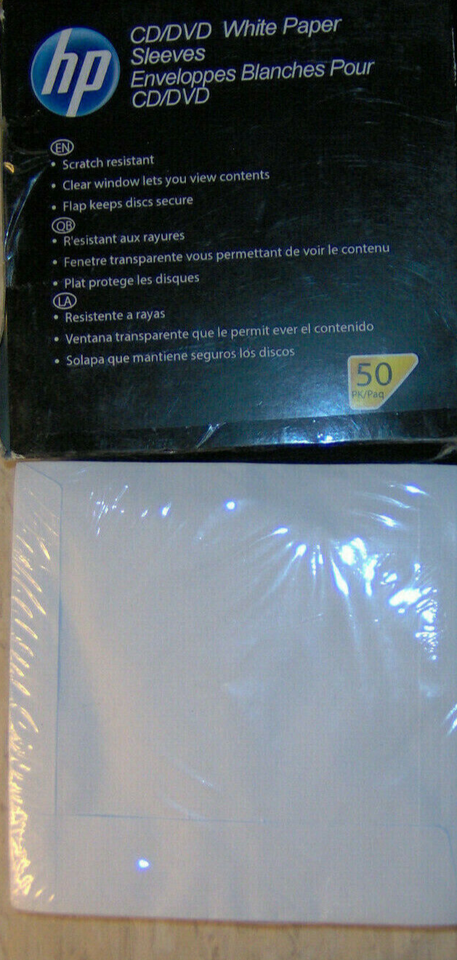 hp
CD/DVD White Paper
Sleeves
Enveloppes Blanches Pour
CD/DVD
EN
• Scratch resistant
• Clear window lets you view contents
• Flap keeps discs secure
QB
• R'esistant aux rayures
• Fenetre transparente vous permettant de voir le contenu
• Plat protege les disques
LA
• Resistente a rayas
• Ventana transparente que le permit ever el contenido
• Solapa que mantiene seguros los discos
50
PK/Paq